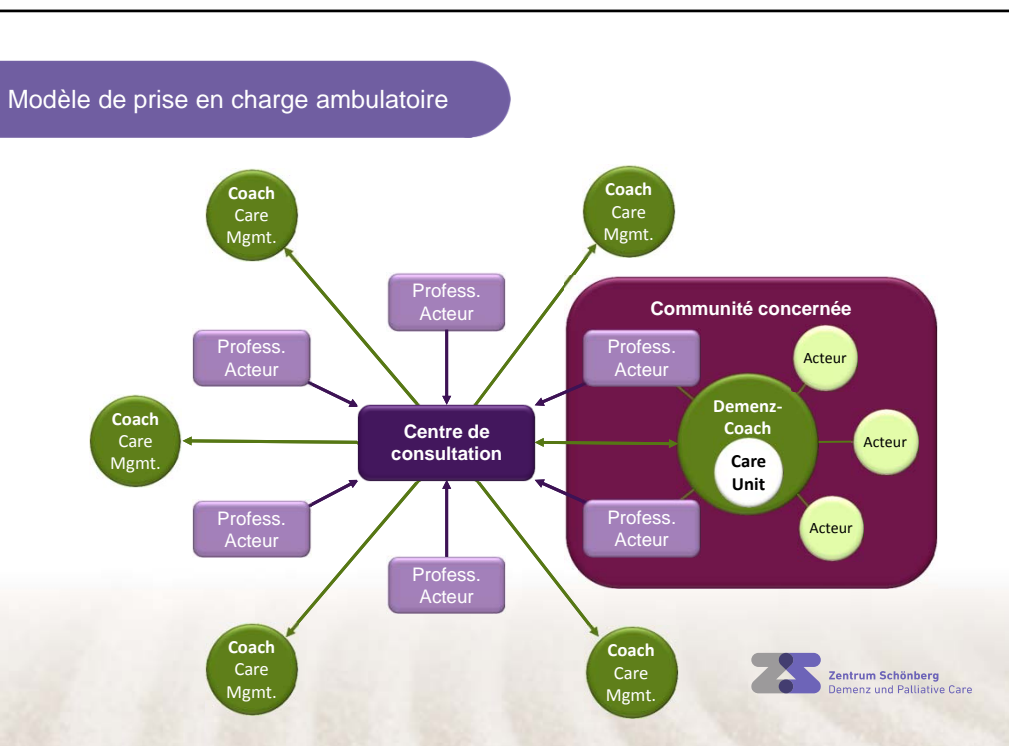 Modèle de prise en charge ambulatoire
Coach
Care
Mgmt.
Coach
Care
Mgmt.
Profess.
Acteur
Communité concernée
Profess.
Acteur
Profess.
Acteur
Acteur
Coach
Care
Mgmt.
Centre de
consultation
Demenz-
Coach
Care
Unit
Acteur
Profess.
Acteur
Profess.
Acteur
Acteur
Profess.
Acteur
Coach
Care
Mgmt.
Coach
Care
Mgmt.
Zentrum Schönberg
Demenz und Palliative Care